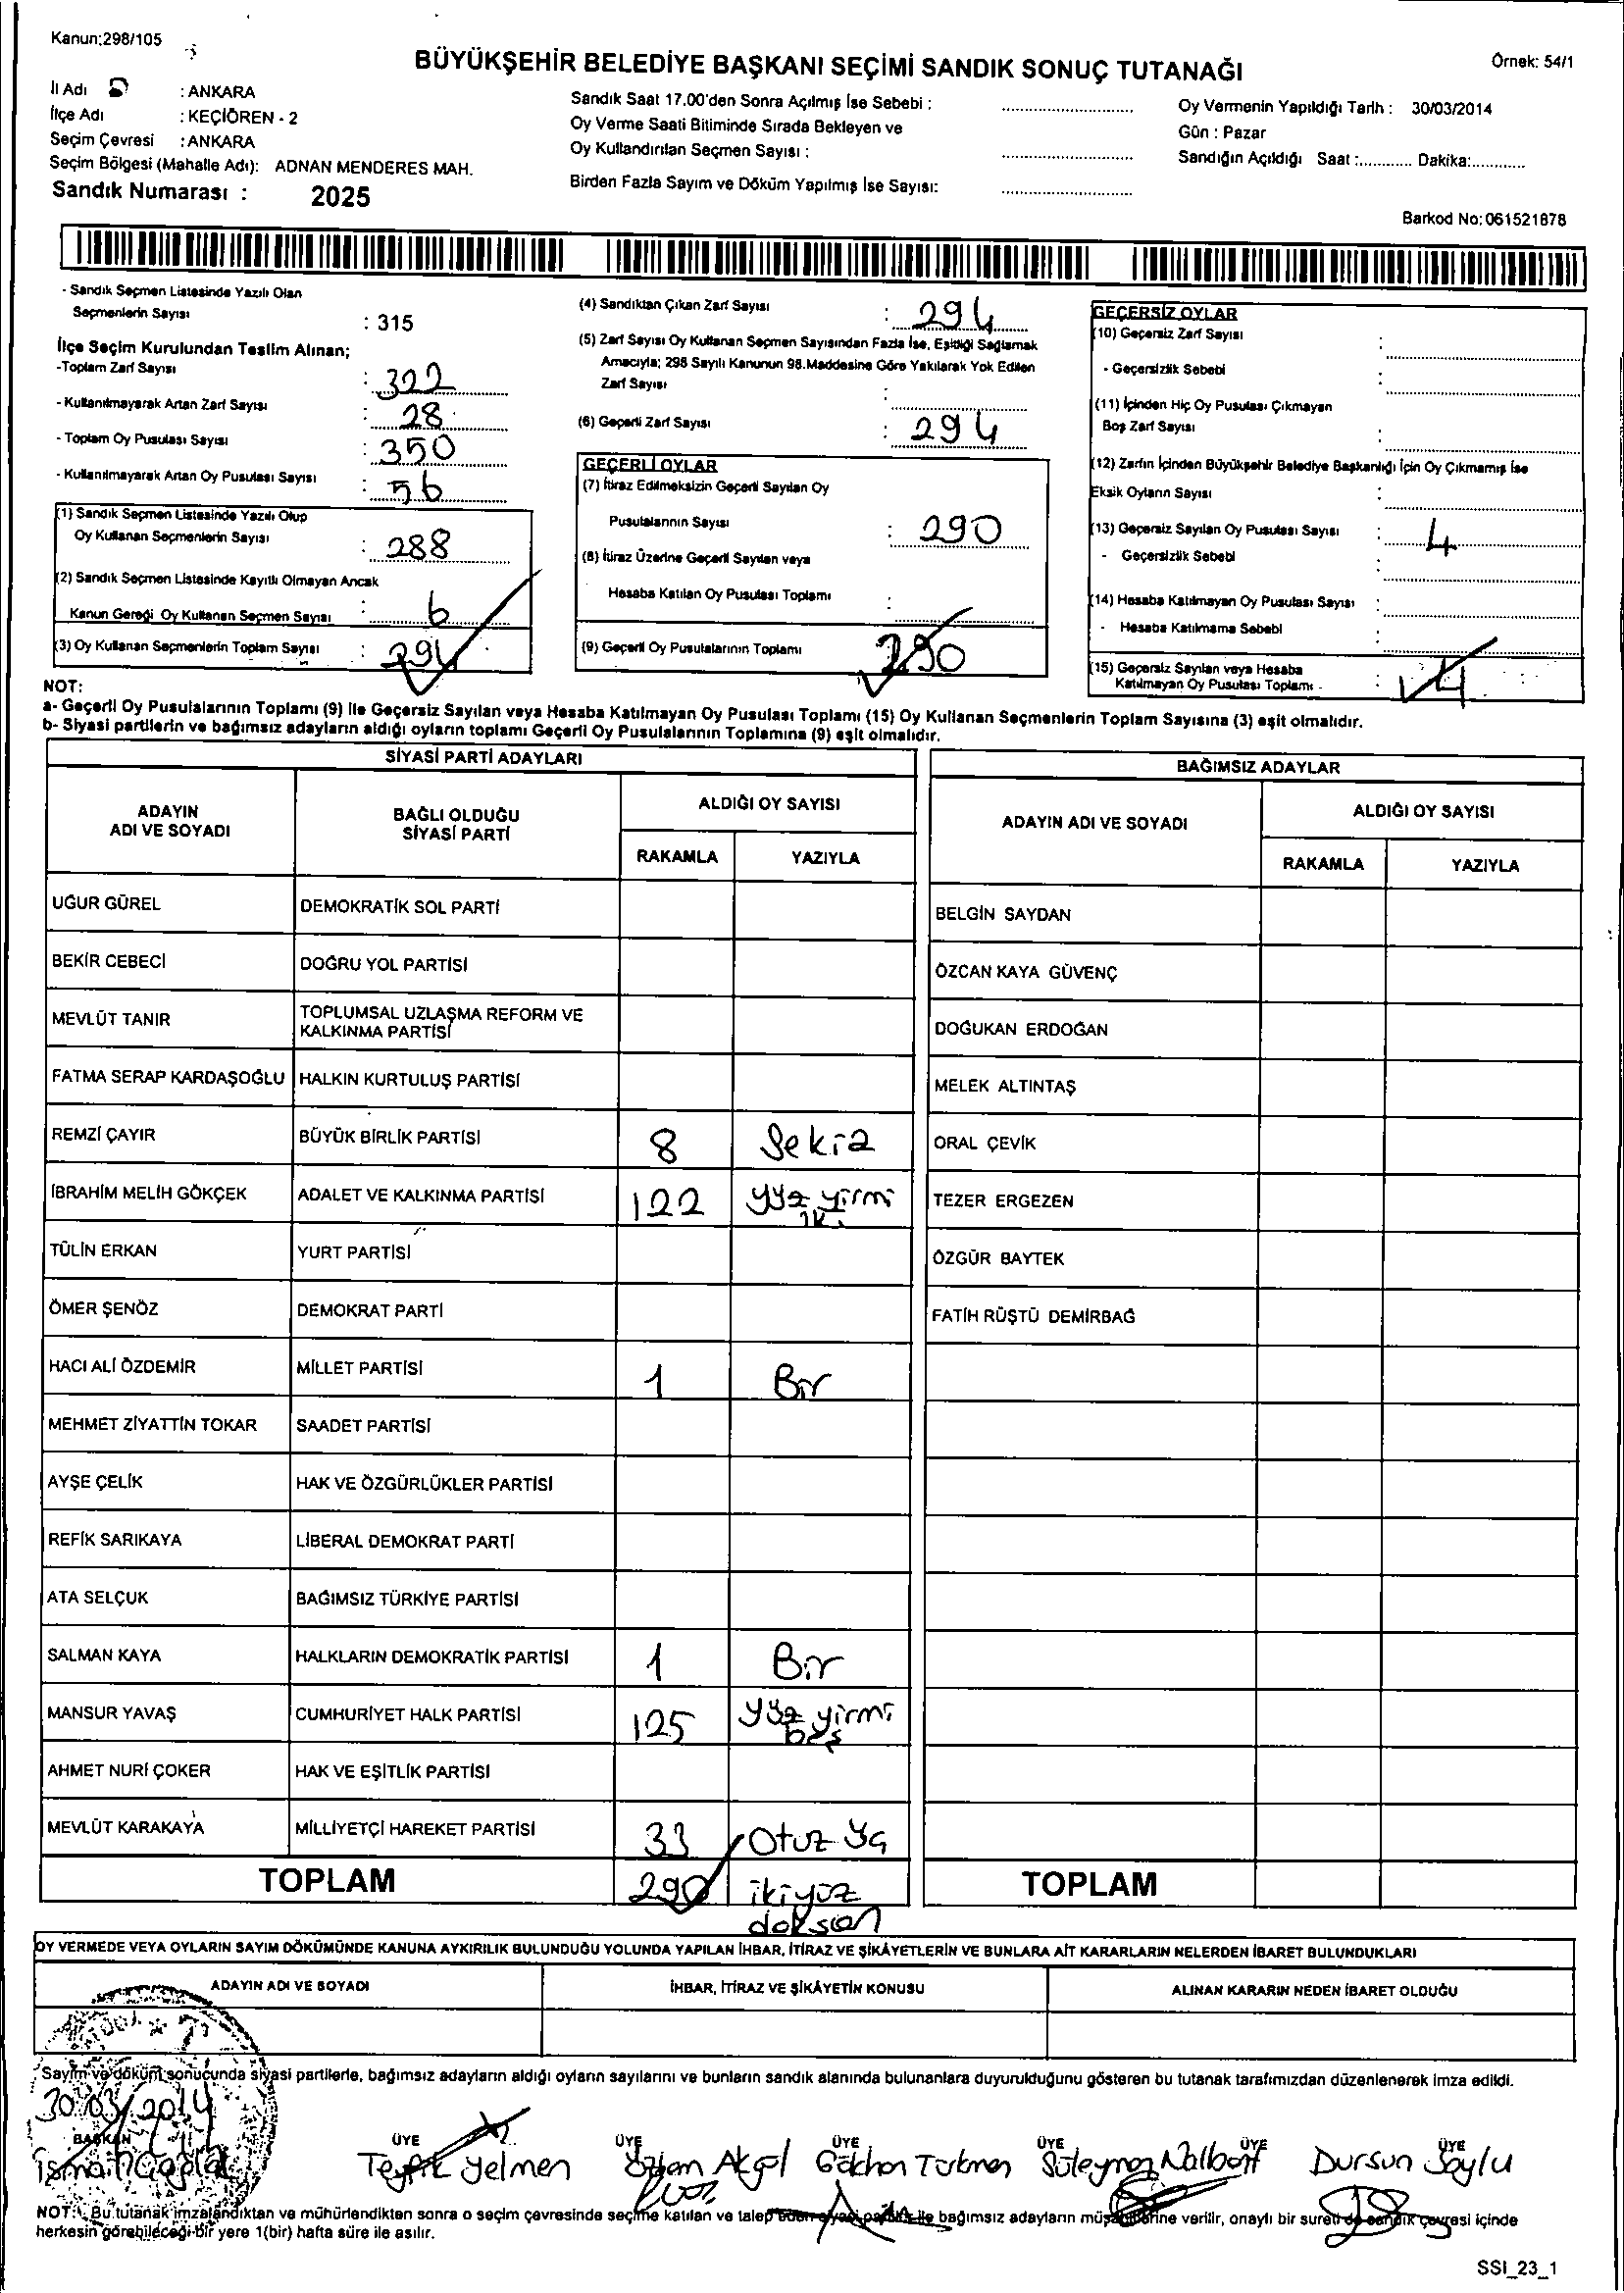 Kanun:298/105
BÜYÜKŞEHİR BELEDİYE BAŞKANI SEÇİMİ SANDIK SONUÇ TUTANAĞI
Örnek: 54/1
İl Adı : ANKARA
İlçe Adı : KEÇİÖREN - 2
Seçim Çevresi : ANKARA
Seçim Bölgesi (Mahalle Adı): ADNAN MENDERES MAH.
Sandık Numarası : 2025
Sandık Saat 17.00'den Sonra Açılmış İse Sebebi :
Oy Verme Saati Bitiminde Sırada Bekleyen ve
Oy Kullandırılan Seçmen Sayısı :
Birden Fazla Sayım ve Döküm Yapılmış İse Sayısı:
Oy Vermenin Yapıldığı Tarih : 30/03/2014
Gün : Pazar
Sandığın Açıldığı Saat :............ Dakika:............
Barkod No: 061521878
- Sandık Seçmen Listesinde Yazılı Olan
Seçmenlerin Sayısı : 315
İlçe Seçim Kurulundan Teslim Alınan;
-Toplam Zarf Sayısı : 322
- Kullanılmayarak Artan Zarf Sayısı : 28
- Toplam Oy Pusulası Sayısı : 350
- Kullanılmayarak Artan Oy Pusulası Sayısı : 56
(1) Sandık Seçmen Listesinde Yazılı Olup
Oy Kullanan Seçmenlerin Sayısı : 288
(2) Sandık Seçmen Listesinde Kayıtlı Olmayan Ancak
Kanun Gereği Oy Kullanan Seçmen Sayısı : 6
(3) Oy Kullanan Seçmenlerin Toplam Sayısı : 294
(4) Sandıktan Çıkan Zarf Sayısı : 294
(5) Zarf Sayısı Oy Kullanan Seçmen Sayısından Fazla İse, Eşitliği Sağlamak
Amacıyla; 298 Sayılı Kanunun 98.Maddesine Göre Yakılarak Yok Edilen
Zarf Sayısı :
(6) Geçerli Zarf Sayısı : 294
GEÇERLİ OYLAR
(7) İtiraz Edilmeksizin Geçerli Sayılan Oy
Pusulalarının Sayısı : 290
(8) İtiraz Üzerine Geçerli Sayılan veya
Hesaba Katılan Oy Pusulası Toplamı :
(9) Geçerli Oy Pusulalarının Toplamı 290
GEÇERSİZ OYLAR
(10) Geçersiz Zarf Sayısı :
- Geçersizlik Sebebi :
(11) İçinden Hiç Oy Pusulası Çıkmayan
Boş Zarf Sayısı :
(12) Zarfın İçinden Büyükşehir Belediye Başkanlığı İçin Oy Çıkmamış İse
Eksik Oyların Sayısı :
(13) Geçersiz Sayılan Oy Pusulası Sayısı : 4
- Geçersizlik Sebebi :
(14) Hesaba Katılmayan Oy Pusulası Sayısı :
- Hesaba Katılmama Sebebi :
(15) Geçersiz Sayılan veya Hesaba
Katılmayan Oy Pusulası Toplamı : 4
NOT:
a- Geçerli Oy Pusulalarının Toplamı (9) ile Geçersiz Sayılan veya Hesaba Katılmayan Oy Pusulası Toplamı (15) Oy Kullanan Seçmenlerin Toplam Sayısına (3) eşit olmalıdır.
b- Siyasi partilerin ve bağımsız adayların aldığı oyların toplamı Geçerli Oy Pusulalarının Toplamına (9) eşit olmalıdır.
SİYASİ PARTİ ADAYLARI
ADAYIN ADI VE SOYADI
BAĞLI OLDUĞU SİYASİ PARTİ
ALDIĞI OY SAYISI
RAKAMLA YAZIYLA
UĞUR GÜREL DEMOKRATİK SOL PARTİ
BEKİR CEBECİ DOĞRU YOL PARTİSİ
MEVLÜT TANIR TOPLUMSAL UZLAŞMA REFORM VE
KALKINMA PARTİSİ
FATMA SERAP KARDAŞOĞLU HALKIN KURTULUŞ PARTİSİ
REMZİ ÇAYIR BÜYÜK BİRLİK PARTİSİ 8 Sekiz
İBRAHİM MELİH GÖKÇEK ADALET VE KALKINMA PARTİSİ 122 yüz yirmi
iki
TÜLİN ERKAN YURT PARTİSİ
ÖMER ŞENÖZ DEMOKRAT PARTİ
HACI ALİ ÖZDEMİR MİLLET PARTİSİ 1 Bir
MEHMET ZİYATTİN TOKAR SAADET PARTİSİ
AYŞE ÇELİK HAK VE ÖZGÜRLÜKLER PARTİSİ
REFİK SARIKAYA LİBERAL DEMOKRAT PARTİ
ATA SELÇUK BAĞIMSIZ TÜRKİYE PARTİSİ
SALMAN KAYA HALKLARIN DEMOKRATİK PARTİSİ 1 Bir
MANSUR YAVAŞ CUMHURİYET HALK PARTİSİ 125 yüz yirmi
beş
AHMET NURİ ÇOKER HAK VE EŞİTLİK PARTİSİ
MEVLÜT KARAKAYA MİLLİYETÇİ HAREKET PARTİSİ 33 Otuz üç
TOPLAM 290 ikiyüz
doksan
BAĞIMSIZ ADAYLAR
ADAYIN ADI VE SOYADI
ALDIĞI OY SAYISI
RAKAMLA YAZIYLA
BELGİN SAYDAN
ÖZCAN KAYA GÜVENÇ
DOĞUKAN ERDOĞAN
MELEK ALTINTAŞ
ORAL ÇEVİK
TEZER ERGEZEN
ÖZGÜR BAYTEK
FATİH RÜŞTÜ DEMİRBAĞ
TOPLAM
OY VERMEDE VEYA OYLARIN SAYIM DÖKÜMÜNDE KANUNA AYKIRILIK BULUNDUĞU YOLUNDA YAPILAN İHBAR, İTİRAZ VE ŞİKÂYETLERİN VE BUNLARA AİT KARARLARIN NELERDEN İBARET BULUNDUKLARI
ADAYIN ADI VE SOYADI İHBAR, İTİRAZ VE ŞİKÂYETİN KONUSU ALINAN KARARIN NEDEN İBARET OLDUĞU
Sayım ve döküm sonucunda siyasi partilerle, bağımsız adayların aldığı oyların sayılarını ve bunların sandık alanında bulunanlara duyurulduğunu gösteren bu tutanak tarafımızdan düzenlenerek imza edildi.
30/03/2014
BAŞKAN ÜYE ÜYE ÜYE ÜYE ÜYE ÜYE
İsmail Tevfik Yelmen Özlem Akgöl Gökhan Türkmen Süleyman Nalbant Dursun Soylu
NOT: Bu tutanak imzalandıktan ve mühürlendikten sonra o seçim çevresinde seçime katılan ve talep eden siyasi partiler ile bağımsız adayların müşahitlerine verilir, onaylı bir sureti de sandık çevresi içinde
herkesin görebileceği bir yere 1(bir) hafta süre ile asılır.
SSI_23_1